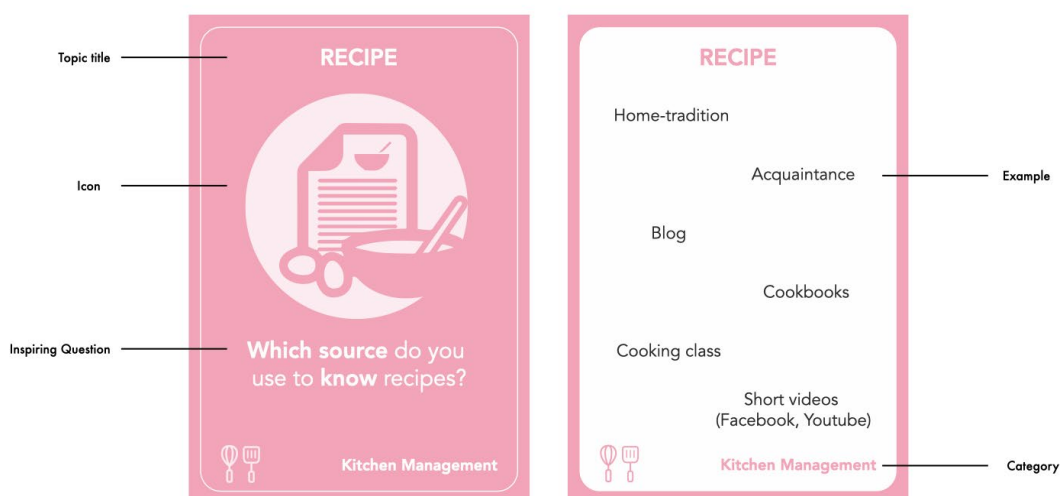 Topic title
RECIPE
Icon
Inspiring Question
Which source do you
use to know recipes?
Kitchen Management
RECIPE
Home-tradition
Acquaintance
Example
Blog
Cookbooks
Cooking class
Short videos
(Facebook, Youtube)
Kitchen Management
Category